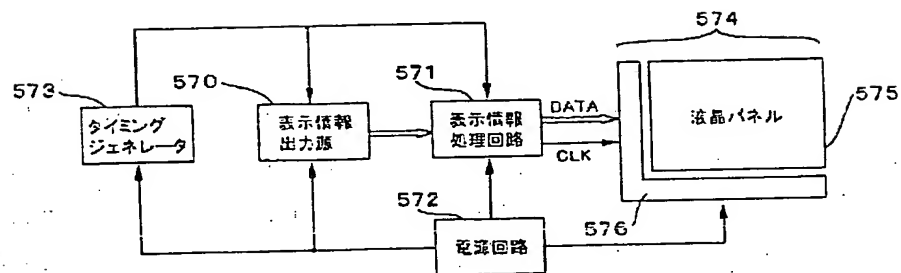 574
573
570
571
タイミング
ジェネレータ
表示情報
出力源
表示情報
処理回路
DATA
CLK
液晶パネル
575
572
電源回路
576